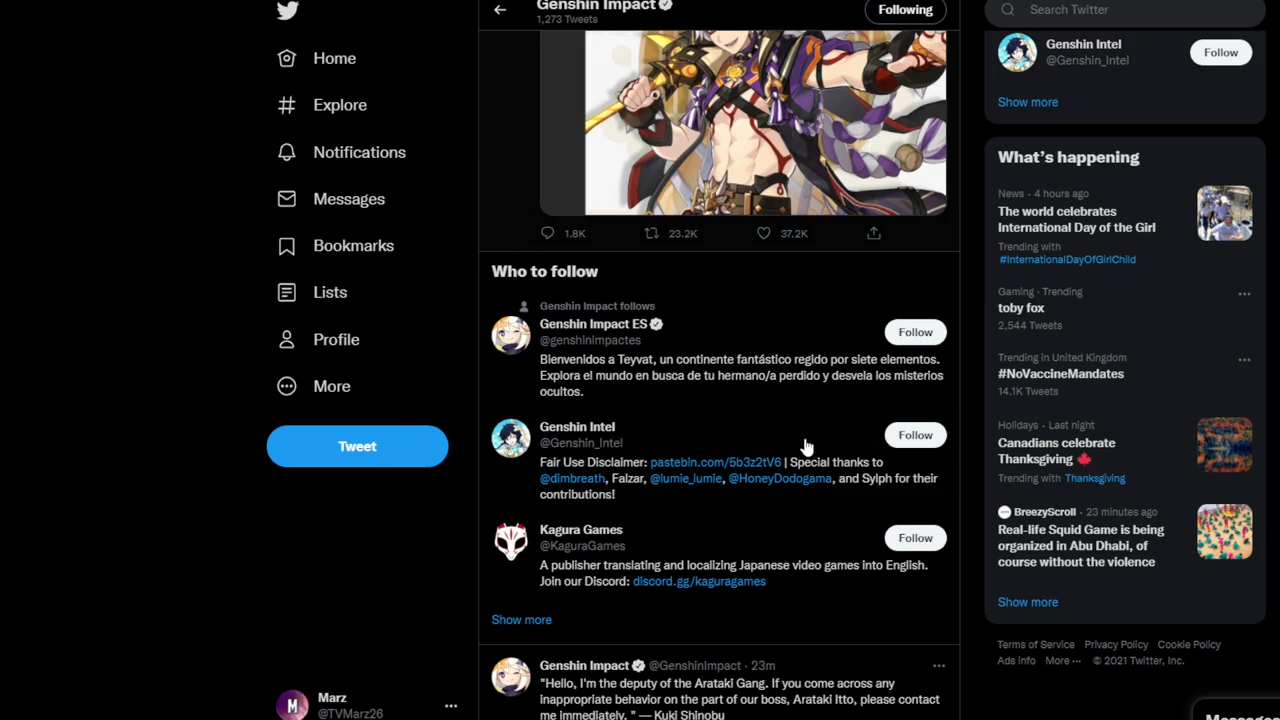 Home
Explore
Notifications
Messages
Bookmarks
Lists
Profile
More
Tweet
Marz
@TVMarz26
Genshin Impact
1,273 Tweets
Following
1.8K
23.2K
37.2K
Who to follow
Genshin Impact follows
Genshin Impact ES
@genshinimpactes
Follow
BIenvenidos a Teyvat, un continente fantástico regido por siete elementos.
Explora el mundo en busca de tu hermano/a perdido y desvela los misterios
ocultos.
Genshin Intel
@Genshin_Intel
Follow
Fair Use Disclaimer: pastebin.com/5b3z2tV6 | Special thanks to
@dimbreath, Falzar, @lumie_lumie, @HoneyDodogama, and Sylph for their
contributions!
Kagura Games
@KaguraGames
Follow
A publisher translating and localizing Japanese video games into English.
Join our Discord: discord.gg/kaguragames
Show more
Genshin Impact @GenshinImpact · 23m
"Hello, I'm the deputy of the Arataki Gang. If you come across any
inappropriate behavior on the part of our boss, Arataki Itto, please contact
me immediately. " — Kuki Shinobu
Search Twitter
Genshin Intel
@Genshin_Intel
Follow
Show more
What's happening
News · 4 hours ago
The world celebrates
International Day of the Girl
Trending with
#InternationalDayOfGirlChild
Gaming · Trending
toby fox
2,544 Tweets
Trending in United Kingdom
#NoVaccineMandates
14.1K Tweets
Holidays · Last night
Canadians celebrate
Thanksgiving 🍁
Trending with Thanksgiving
BreezyScroll · 23 minutes ago
Real-life Squid Game is being
organized in Abu Dhabi, of
course without the violence
Show more
Terms of Service Privacy Policy Cookie Policy
Ads info More ··· © 2021 Twitter, Inc.